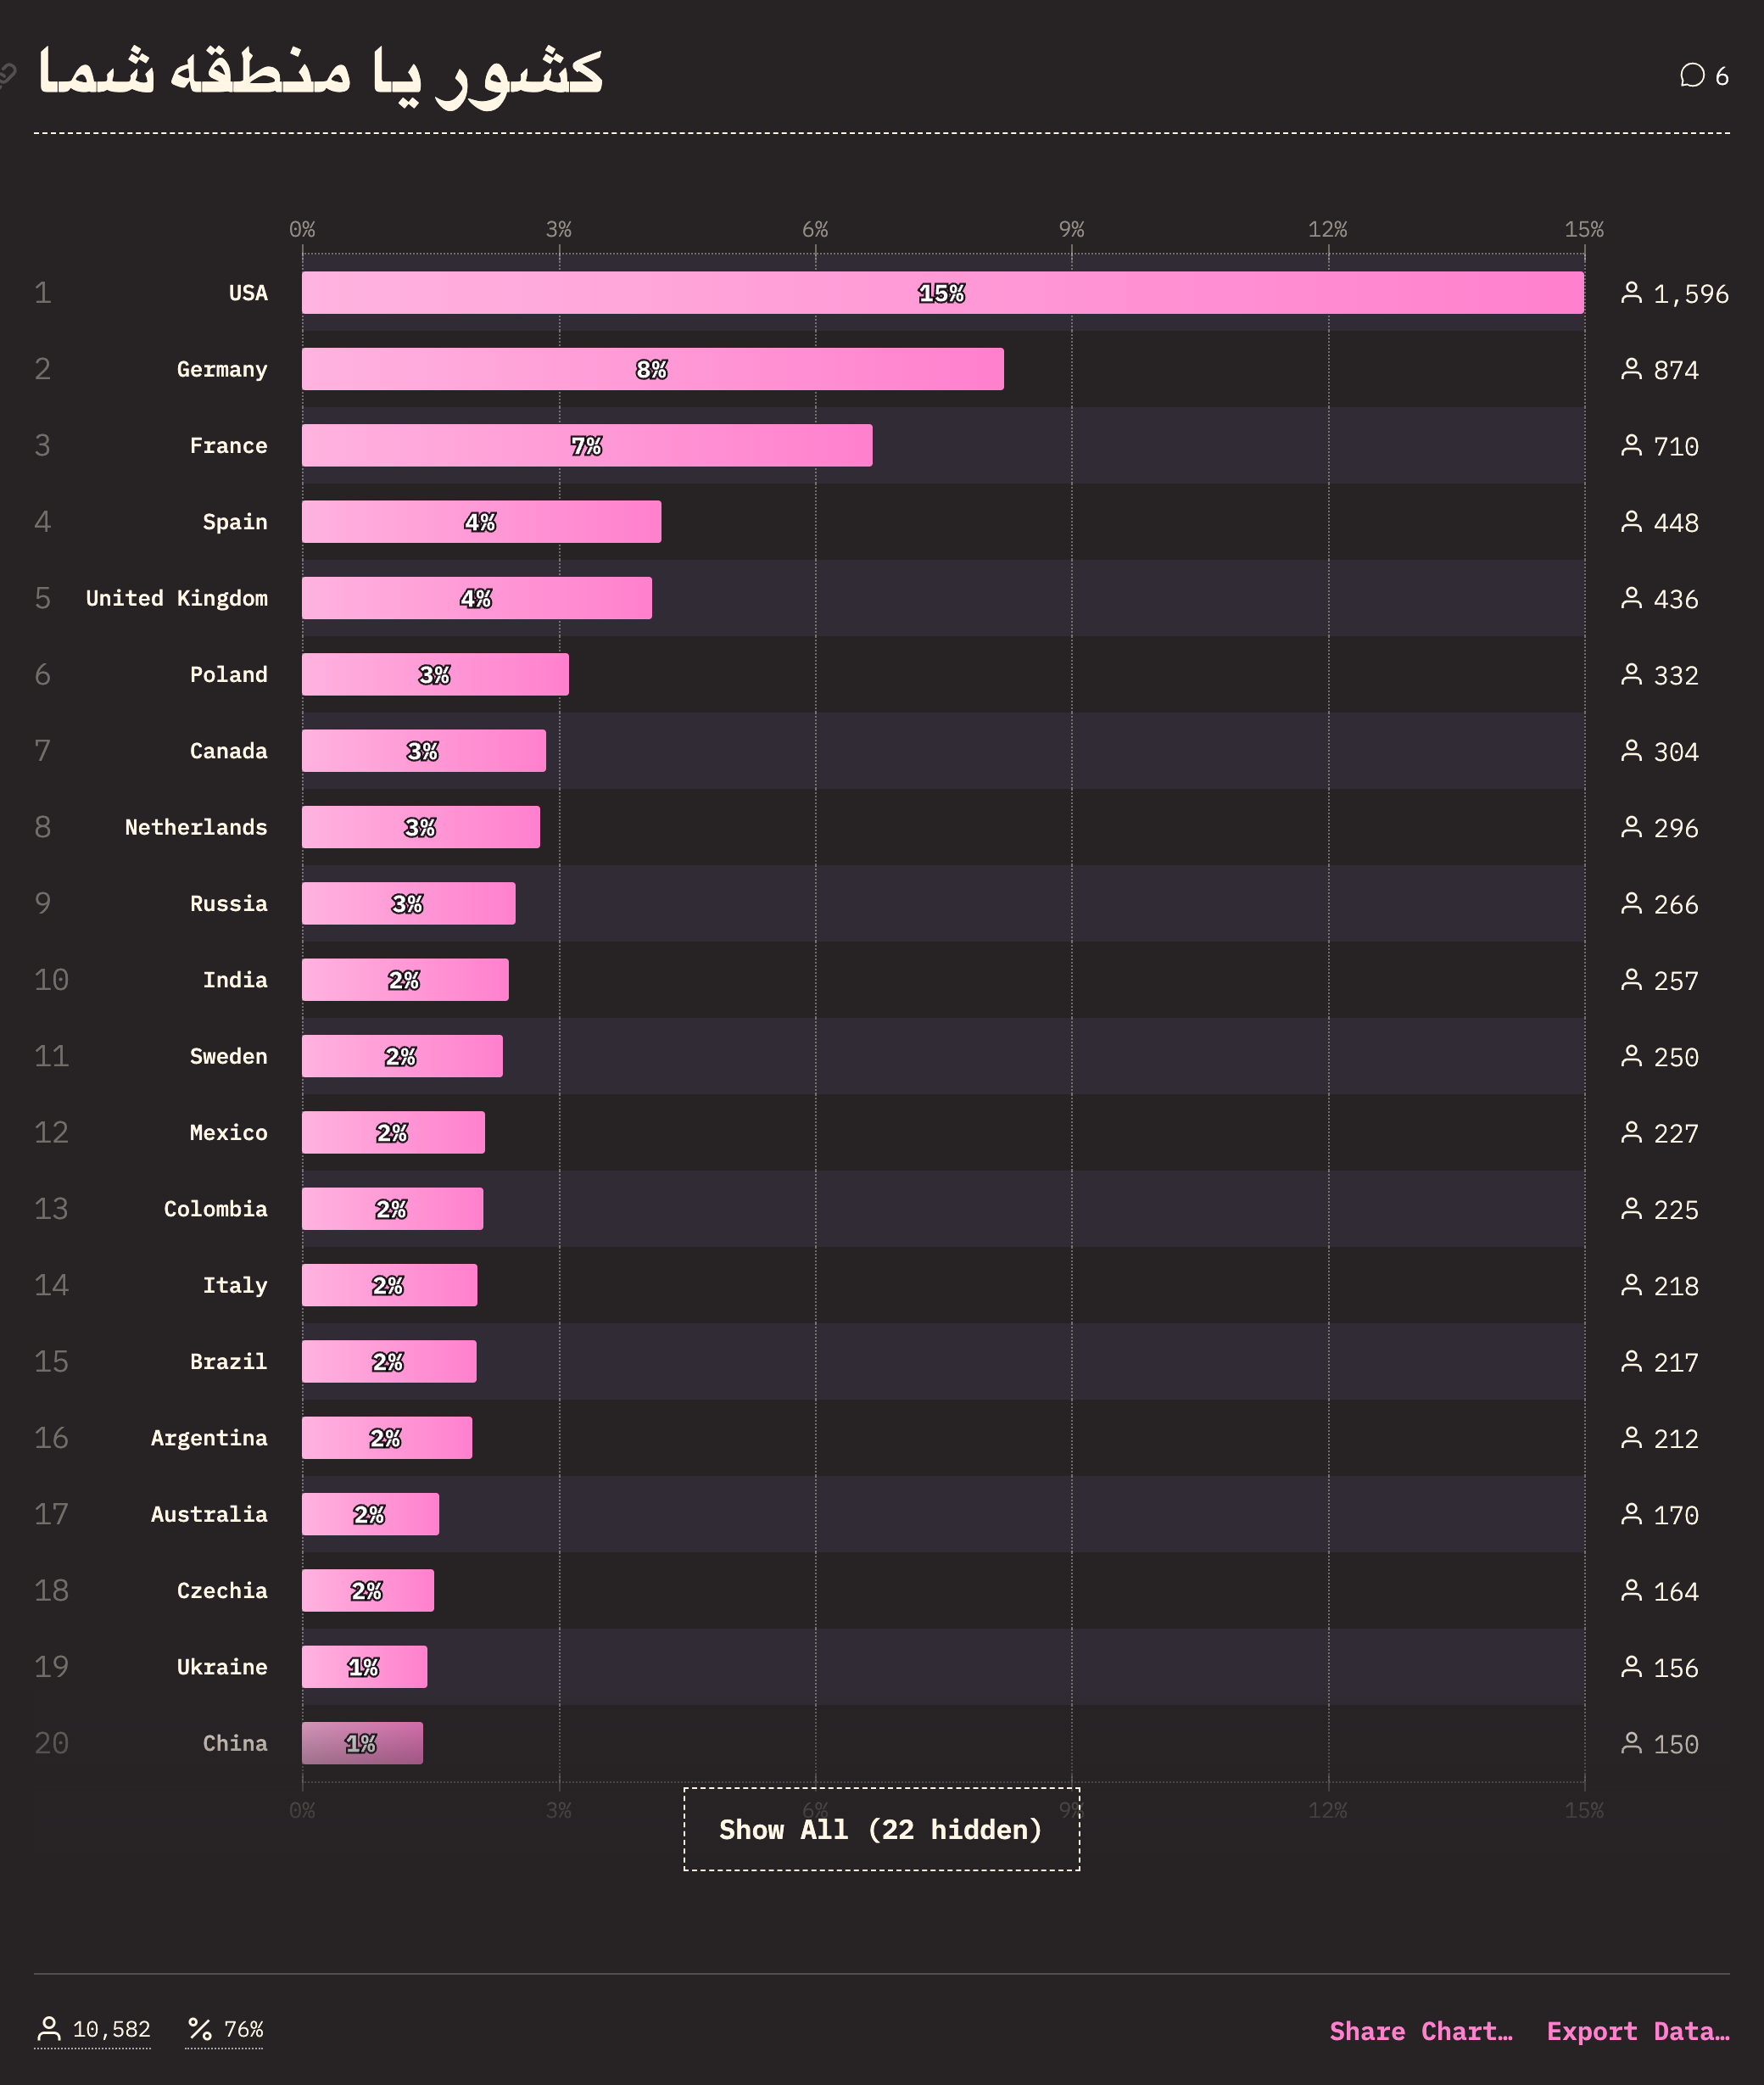 کشور یا منطقه شما
6
0% 3% 6% 9% 12% 15%
1 USA 15% 1,596
2 Germany 8% 874
3 France 7% 710
4 Spain 4% 448
5 United Kingdom 4% 436
6 Poland 3% 332
7 Canada 3% 304
8 Netherlands 3% 296
9 Russia 3% 266
10 India 2% 257
11 Sweden 2% 250
12 Mexico 2% 227
13 Colombia 2% 225
14 Italy 2% 218
15 Brazil 2% 217
16 Argentina 2% 212
17 Australia 2% 170
18 Czechia 2% 164
19 Ukraine 1% 156
20 China 1% 150
0% 3% 6% 9% 12% 15%
Show All (22 hidden)
10,582 % 76% Share Chart… Export Data…